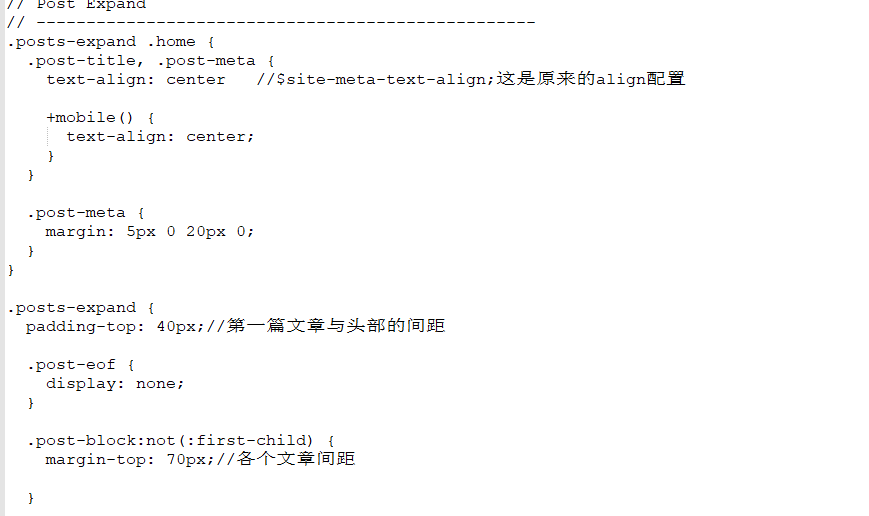 // Post Expand
// --------------------------------------------------
.posts-expand .home {
  .post-title, .post-meta {
    text-align: center   //$site-meta-text-align;这是原来的align配置
    +mobile() {
      text-align: center;
    }
  }
  .post-meta {
    margin: 5px 0 20px 0;
  }
}
.posts-expand {
  padding-top: 40px;//第一篇文章与头部的间距
  .post-eof {
    display: none;
  }
  .post-block:not(:first-child) {
    margin-top: 70px;//各个文章间距
  }